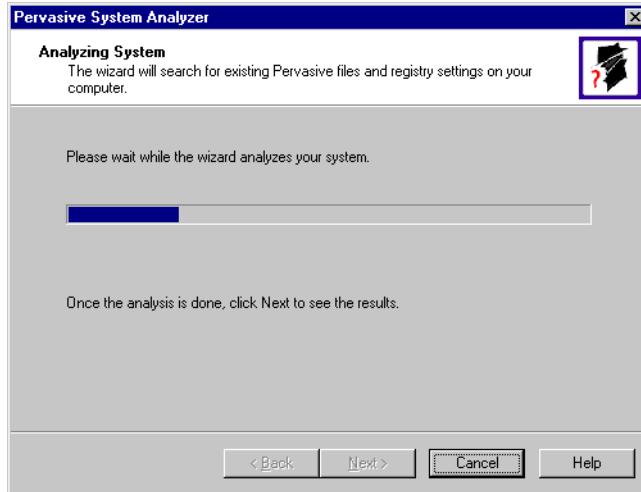 Pervasive System Analyzer
Analyzing System
The wizard will search for existing Pervasive files and registry settings on your
computer.
?
Please wait while the wizard analyzes your system.
Once the analysis is done, click Next to see the results.
< Back Next > Cancel Help